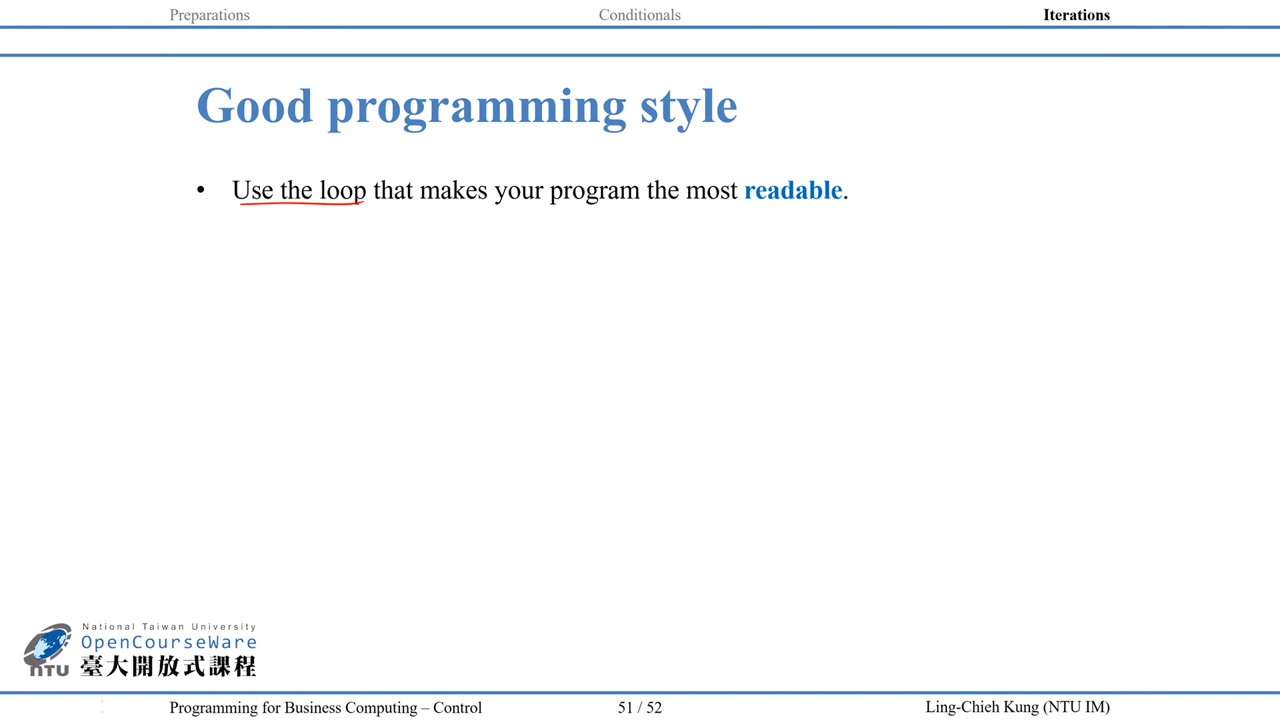 Preparations
Conditionals
Iterations
Good programming style
• Use the loop that makes your program the most readable.
National Taiwan University
OpenCourseWare
NTU 臺大開放式課程
Programming for Business Computing – Control
51 / 52
Ling-Chieh Kung (NTU IM)